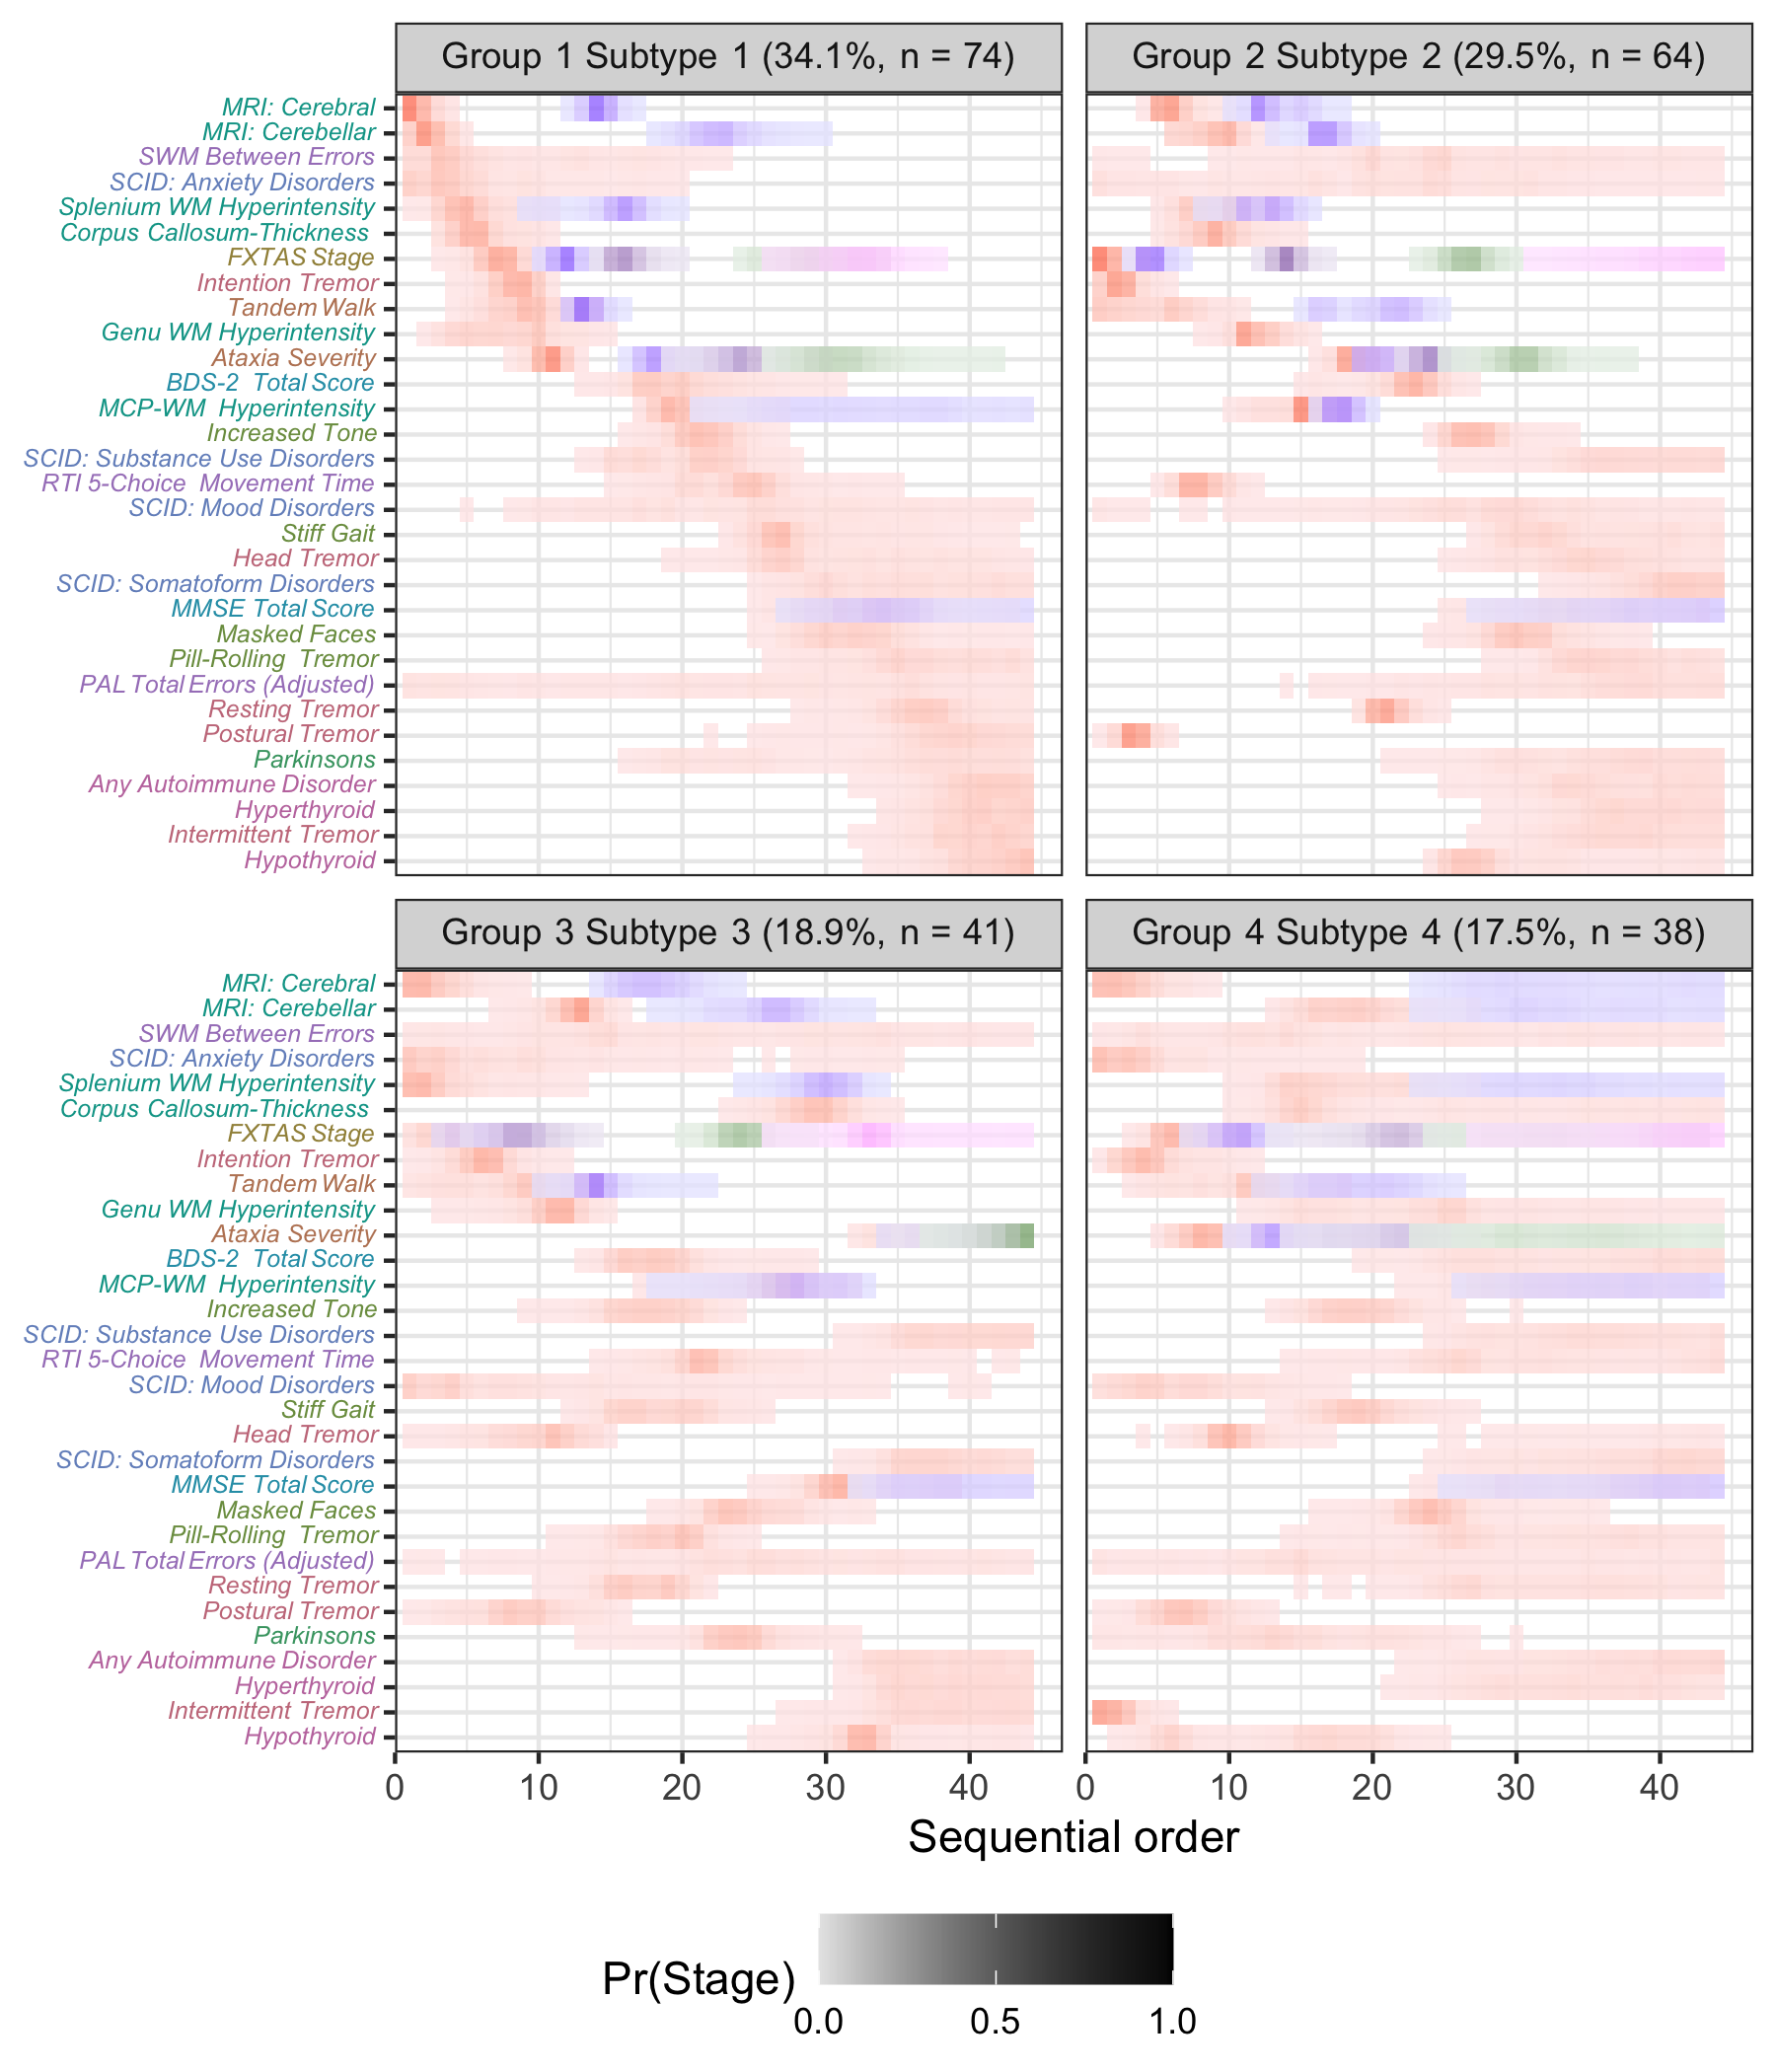 Group 1 Subtype 1 (34.1%, n = 74)
Group 2 Subtype 2 (29.5%, n = 64)
MRI: Cerebral
MRI: Cerebellar
SWM Between Errors
SCID: Anxiety Disorders
Splenium WM Hyperintensity
Corpus Callosum-Thickness
FXTAS Stage
Intention Tremor
Tandem Walk
Genu WM Hyperintensity
Ataxia Severity
BDS-2 Total Score
MCP-WM Hyperintensity
Increased Tone
SCID: Substance Use Disorders
RTI 5-Choice Movement Time
SCID: Mood Disorders
Stiff Gait
Head Tremor
SCID: Somatoform Disorders
MMSE Total Score
Masked Faces
Pill-Rolling Tremor
PAL Total Errors (Adjusted)
Resting Tremor
Postural Tremor
Parkinsons
Any Autoimmune Disorder
Hyperthyroid
Intermittent Tremor
Hypothyroid
Group 3 Subtype 3 (18.9%, n = 41)
Group 4 Subtype 4 (17.5%, n = 38)
MRI: Cerebral
MRI: Cerebellar
SWM Between Errors
SCID: Anxiety Disorders
Splenium WM Hyperintensity
Corpus Callosum-Thickness
FXTAS Stage
Intention Tremor
Tandem Walk
Genu WM Hyperintensity
Ataxia Severity
BDS-2 Total Score
MCP-WM Hyperintensity
Increased Tone
SCID: Substance Use Disorders
RTI 5-Choice Movement Time
SCID: Mood Disorders
Stiff Gait
Head Tremor
SCID: Somatoform Disorders
MMSE Total Score
Masked Faces
Pill-Rolling Tremor
PAL Total Errors (Adjusted)
Resting Tremor
Postural Tremor
Parkinsons
Any Autoimmune Disorder
Hyperthyroid
Intermittent Tremor
Hypothyroid
0 10 20 30 40
0 10 20 30 40
Sequential order
Pr(Stage)
0.0 0.5 1.0